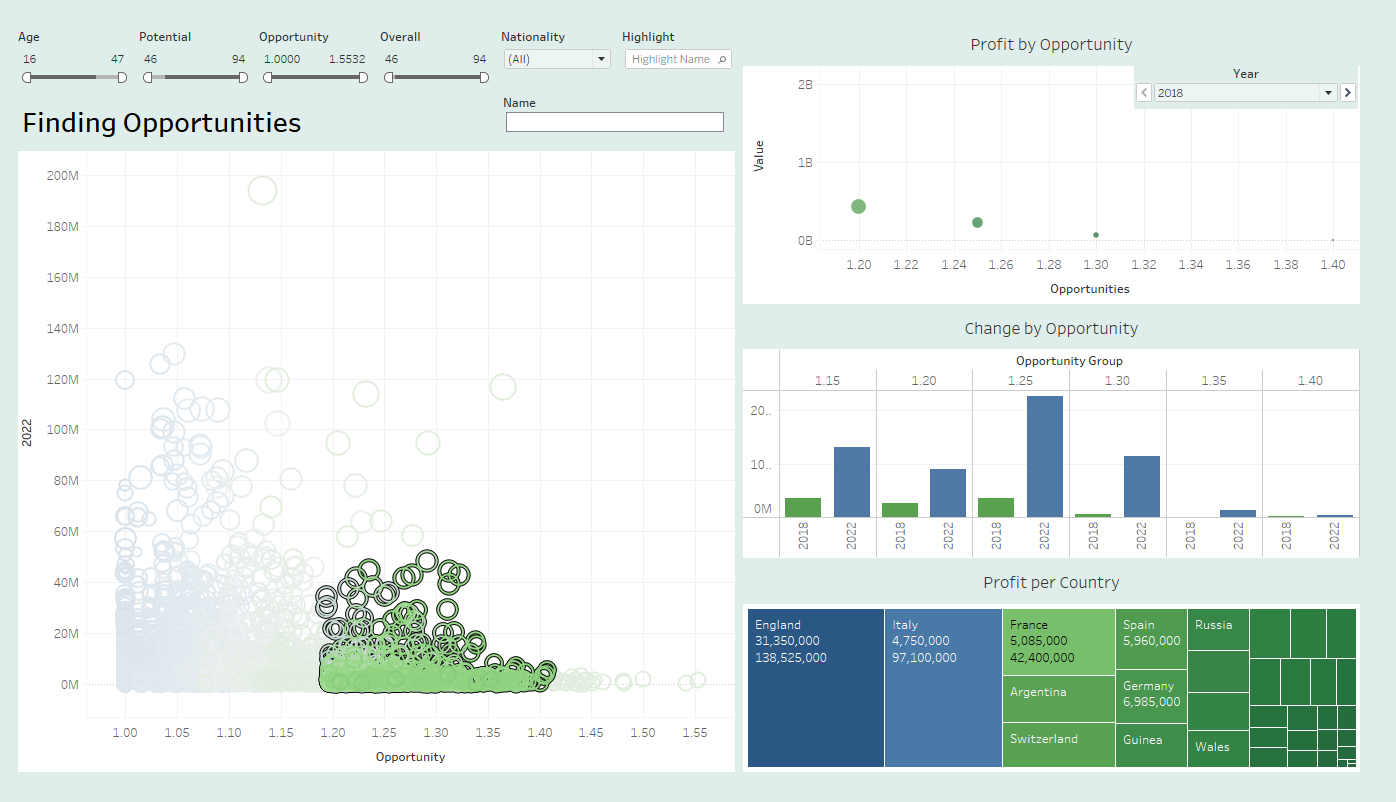 Age
Potential
Opportunity
Overall
Nationality
Highlight
16 47
46 94
1.0000 1.5532
46 94
(All)
Highlight Name
Name
Finding Opportunities
200M
180M
160M
140M
120M
100M
80M
60M
40M
20M
0M
2022
1.00 1.05 1.10 1.15 1.20 1.25 1.30 1.35 1.40 1.45 1.50 1.55
Opportunity
Profit by Opportunity
Year
2018
2B
1B
0B
Value
1.20 1.22 1.24 1.26 1.28 1.30 1.32 1.34 1.36 1.38 1.40
Opportunities
Change by Opportunity
Opportunity Group
1.15 1.20 1.25 1.30 1.35 1.40
20..
10..
0M
2018 2022 2018 2022 2018 2022 2018 2022 2018 2022 2018 2022
Profit per Country
England
31,350,000
138,525,000
Italy
4,750,000
97,100,000
France
5,085,000
42,400,000
Argentina
Switzerland
Spain
5,960,000
Germany
6,985,000
Guinea
Russia
Wales